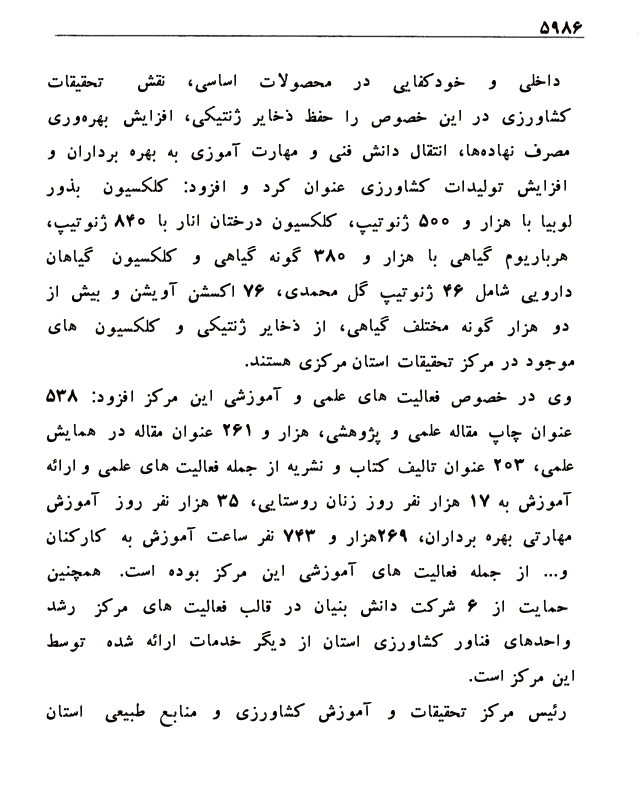 ۵۹۸۶
داخلی و خودکفایی در محصولات اساسی، نقش تحقیقات
کشاورزی در این خصوص را حفظ ذخایر ژنتیکی، افزایش بهره‌وری
مصرف نهاده‌ها، انتقال دانش فنی و مهارت آموزی به بهره برداران و
افزایش تولیدات کشاورزی عنوان کرد و افزود: کلکسیون بذور
لوبیا با هزار و ۵۰۰ ژنوتیپ، کلکسیون درختان انار با ۸۴۰ ژنوتیپ،
هرباریوم گیاهی با هزار و ۳۸۰ گونه گیاهی و کلکسیون گیاهان
دارویی شامل ۴۶ ژنوتیپ گل محمدی، ۷۶ اکسشن آویشن و بیش از
دو هزار گونه مختلف گیاهی، از ذخایر ژنتیکی و کلکسیون های
موجود در مرکز تحقیقات استان مرکزی هستند.
وی در خصوص فعالیت های علمی و آموزشی این مرکز افزود: ۵۳۸
عنوان چاپ مقاله علمی و پژوهشی، هزار و ۲۶۱ عنوان مقاله در همایش
علمی، ۲۰۳ عنوان تالیف کتاب و نشریه از جمله فعالیت های علمی و ارائه
آموزش به ۱۷ هزار نفر روز زنان روستایی، ۳۵ هزار نفر روز آموزش
مهارتی بهره برداران، ۲۶۹هزار و ۷۴۳ نفر ساعت آموزش به کارکنان
و... از جمله فعالیت های آموزشی این مرکز بوده است. همچنین
حمایت از ۶ شرکت دانش بنیان در قالب فعالیت های مرکز رشد
واحدهای فناور کشاورزی استان از دیگر خدمات ارائه شده توسط
این مرکز است.
رئیس مرکز تحقیقات و آموزش کشاورزی و منابع طبیعی استان